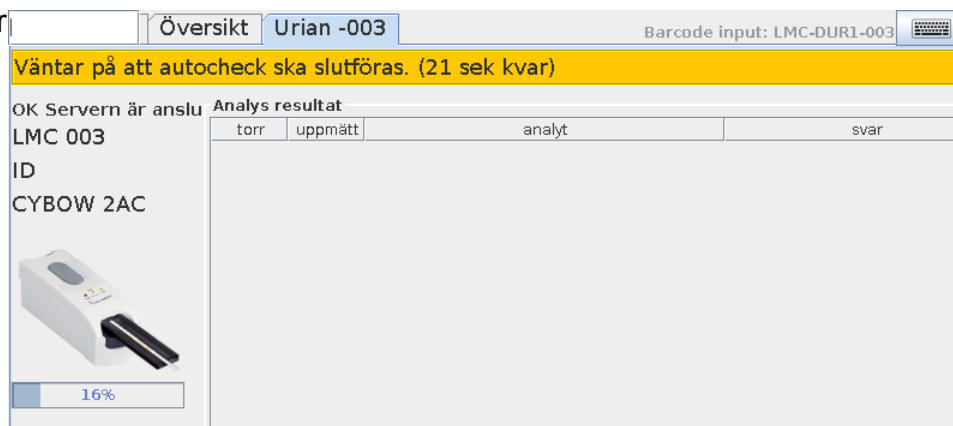 r
Översikt Urian -003 Barcode input: LMC-DUR1-003
Väntar på att autocheck ska slutföras. (21 sek kvar)
OK Servern är anslu Analys resultat
torr uppmätt analyt svar
LMC 003
ID
CYBOW 2AC
16%